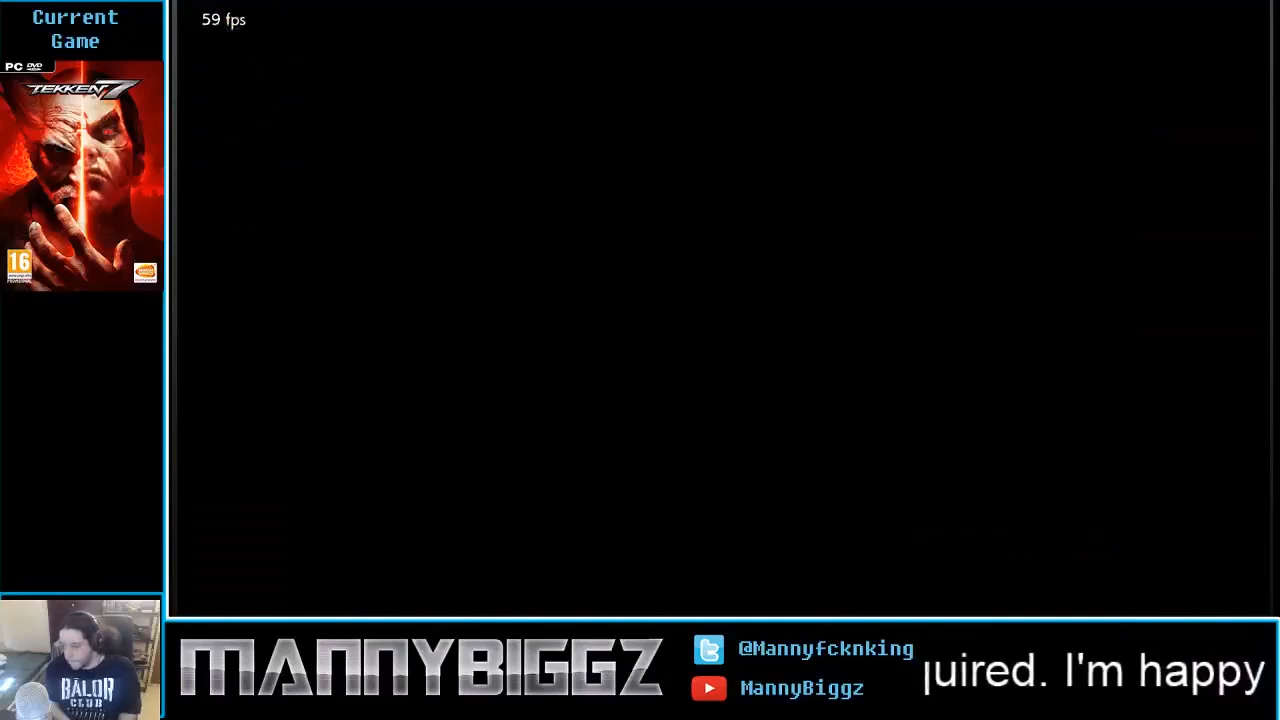 Current
Game
59 fps
PC DVD
TEKKEN 7
16
BALOR
CLUB
MANNYBIGGZ
@Mannyfcknking
MannyBiggz
uired. I'm happy